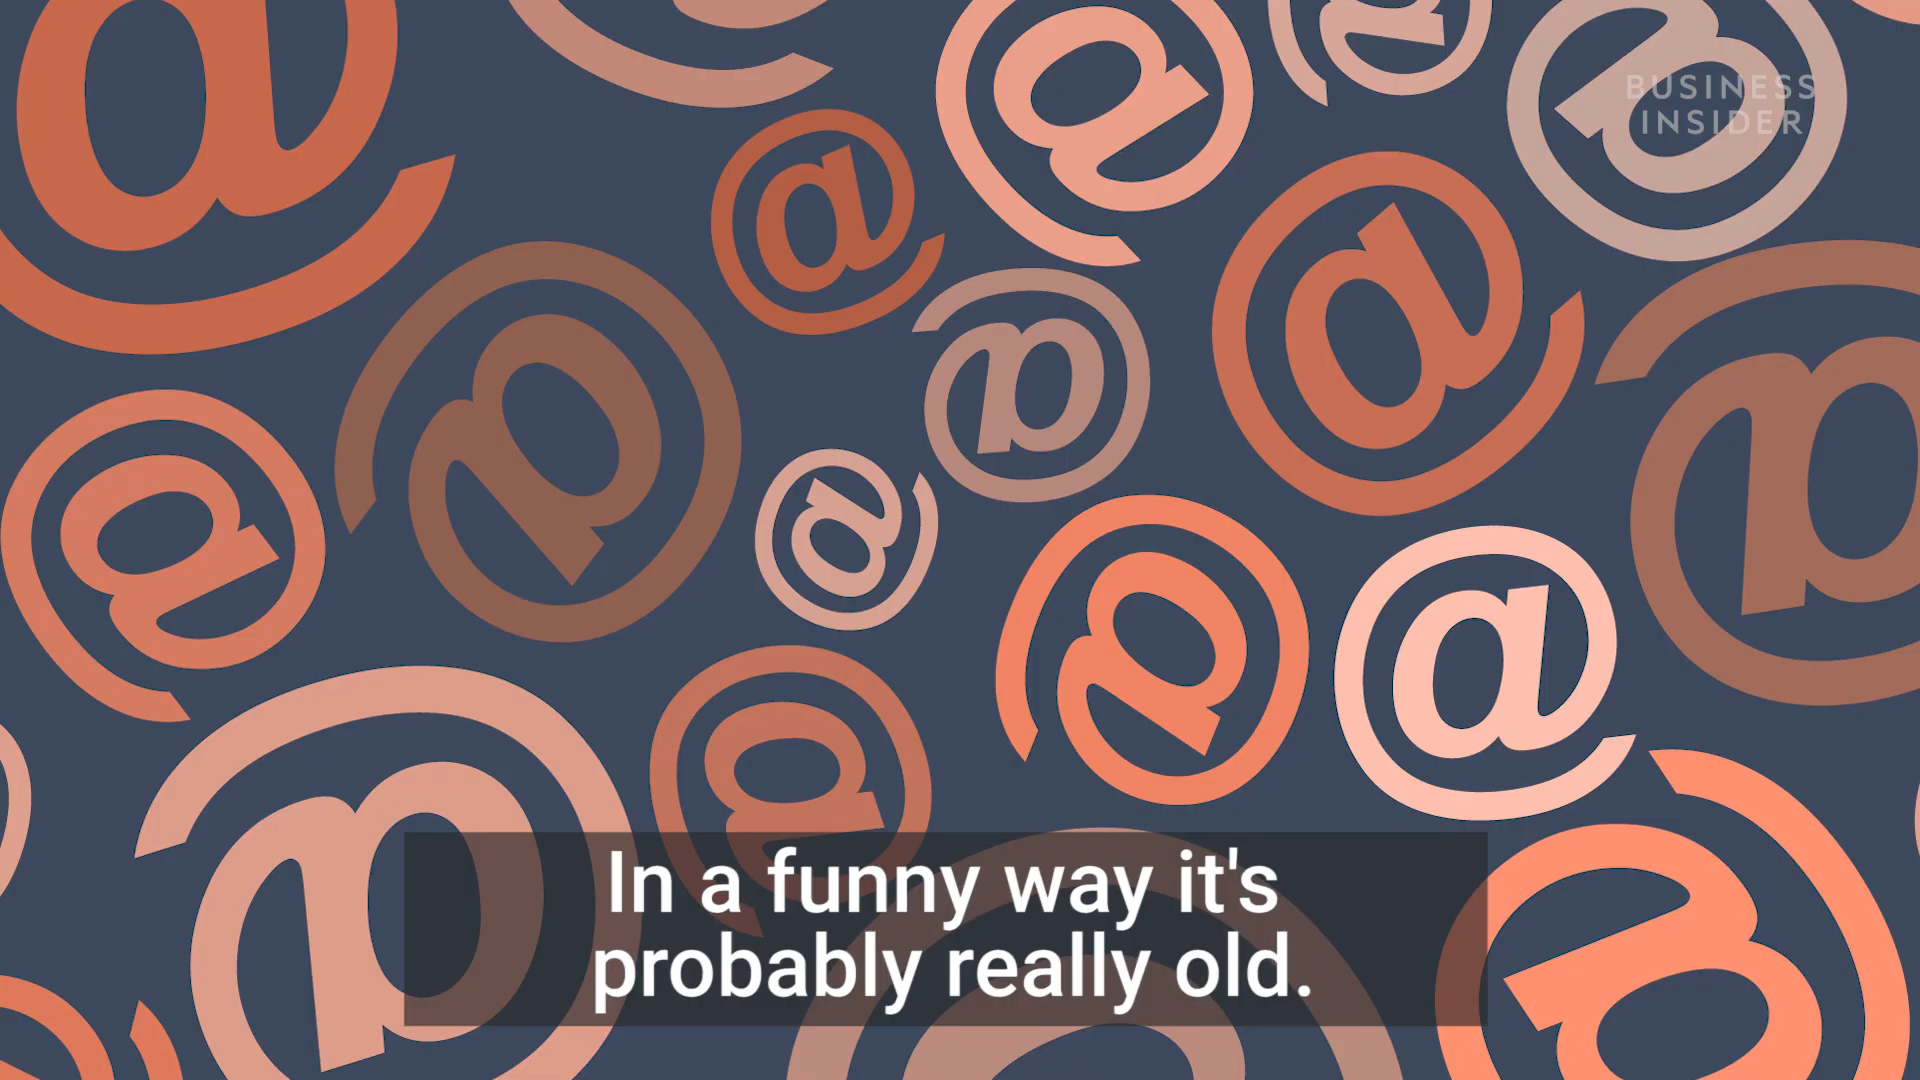 @ @ @ @ @
BUSINESS
INSIDER
@ @ @ @
@ @ @ @ @
@ @ @ @
In a funny way it's
probably really old.